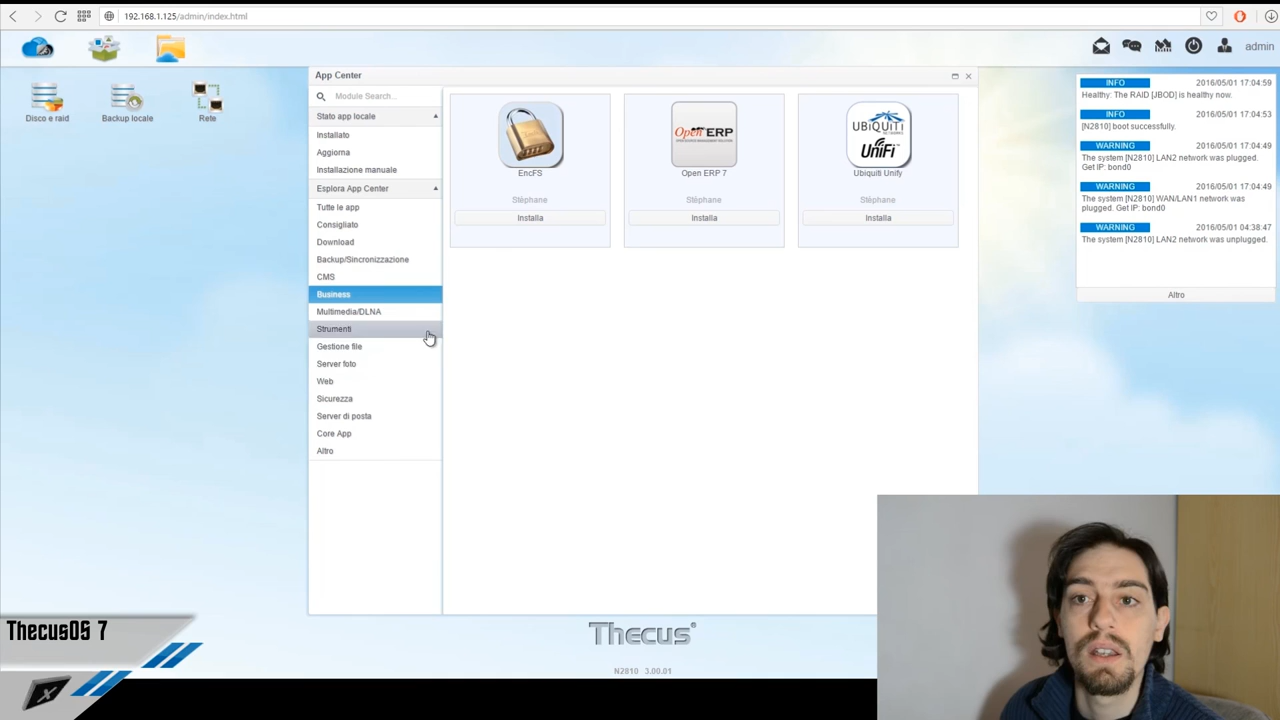 192.168.1.125/admin/index.html
admin
Disco e raid
Backup locale
Rete
App Center
Module Search...
Stato app locale
Installato
Aggiorna
Installazione manuale
Esplora App Center
Tutte le app
Consigliato
Download
Backup/Sincronizzazione
CMS
Business
Multimedia/DLNA
Strumenti
Gestione file
Server foto
Web
Sicurezza
Server di posta
Core App
Altro
EncFS
Stèphane
Installa
Open ERP
Open ERP 7
Stèphane
Installa
UBIQUITI
NETWORKS
UniFi
Ubiquiti Unify
Stèphane
Installa
INFO 2016/05/01 17:04:59
Healthy: The RAID [JBOD] is healthy now.
INFO 2016/05/01 17:04:53
[N2810] boot successfully.
WARNING 2016/05/01 17:04:49
The system [N2810] LAN2 network was plugged.
Get IP: bond0
WARNING 2016/05/01 17:04:49
The system [N2810] WAN/LAN1 network was
plugged. Get IP: bond0
WARNING 2016/05/01 04:38:47
The system [N2810] LAN2 network was unplugged.
Altro
Thecus®
N2810 3.00.01
ThecusOS 7
X